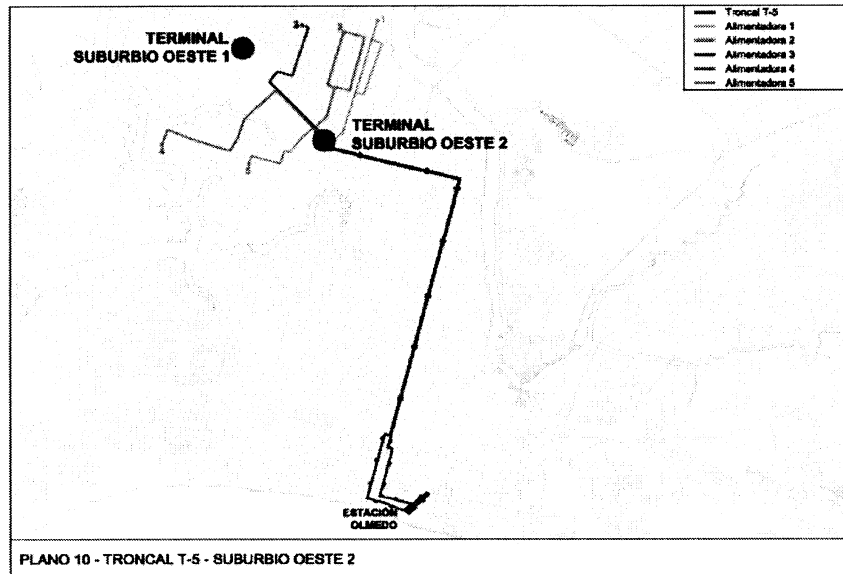 TERMINAL
SUBURBIO OESTE 1
TERMINAL
SUBURBIO OESTE 2
Troncal T-5
Alimentadora 1
Alimentadora 2
Alimentadora 3
Alimentadora 4
Alimentadora 5
ESTACIÓN
OLMEDO
PLANO 10 - TRONCAL T-5 - SUBURBIO OESTE 2